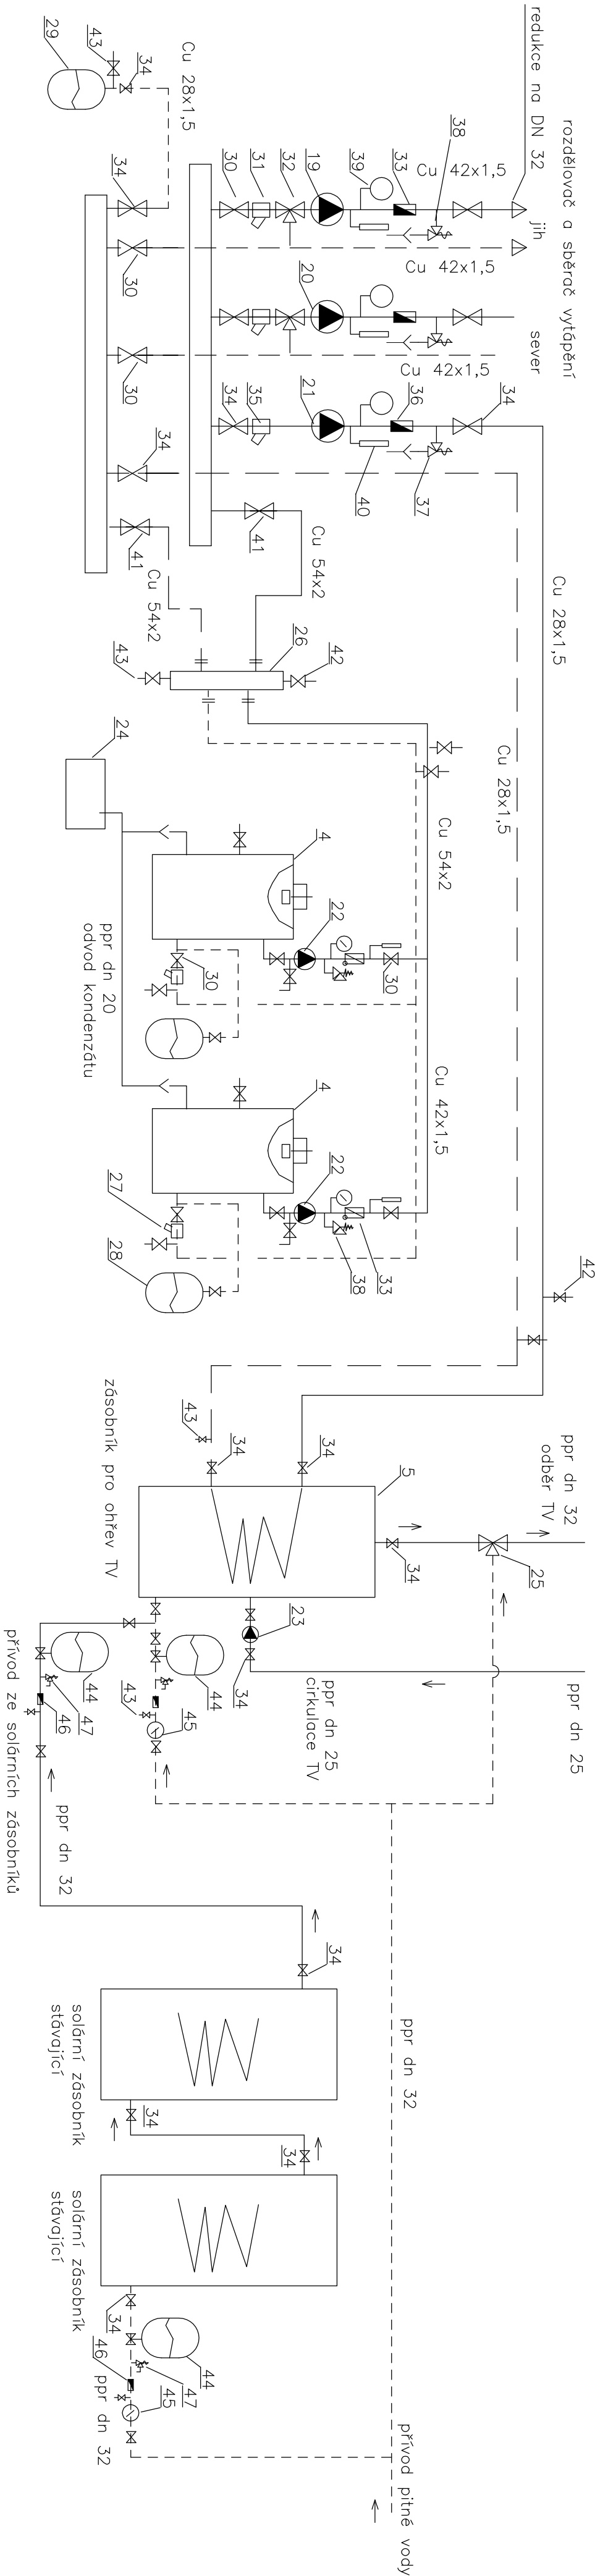 redukce na DN 32
rozdělovač a sběrač vytápění
jih
sever
29
43
34
Cu 28x1,5
34
30
30
34
41
Cu 54x2
30
31
32
19
39
33
38
Cu 42x1,5
Cu 42x1,5
20
Cu 42x1,5
34
35
21
36
34
40
37
41
Cu 54x2
Cu 28x1,5
Cu 28x1,5
43
26
42
24
4
22
30
30
Cu 54x2
ppr dn 20
odvod kondenzátu
4
22
27
28
38
33
Cu 42x1,5
42
zásobník pro ohřev TV
43
34
34
5
34
ppr dn 32
odběr TV
25
23
34
ppr dn 25
cirkulace TV
ppr dn 25
44
43
45
44
47
46
ppr dn 32
přívod ze solárních zásobníků
34
solární zásobník
stávající
ppr dn 32
34
34
solární zásobník
stávající
34
44
46
47
45
ppr dn 32
přívod pitné vody